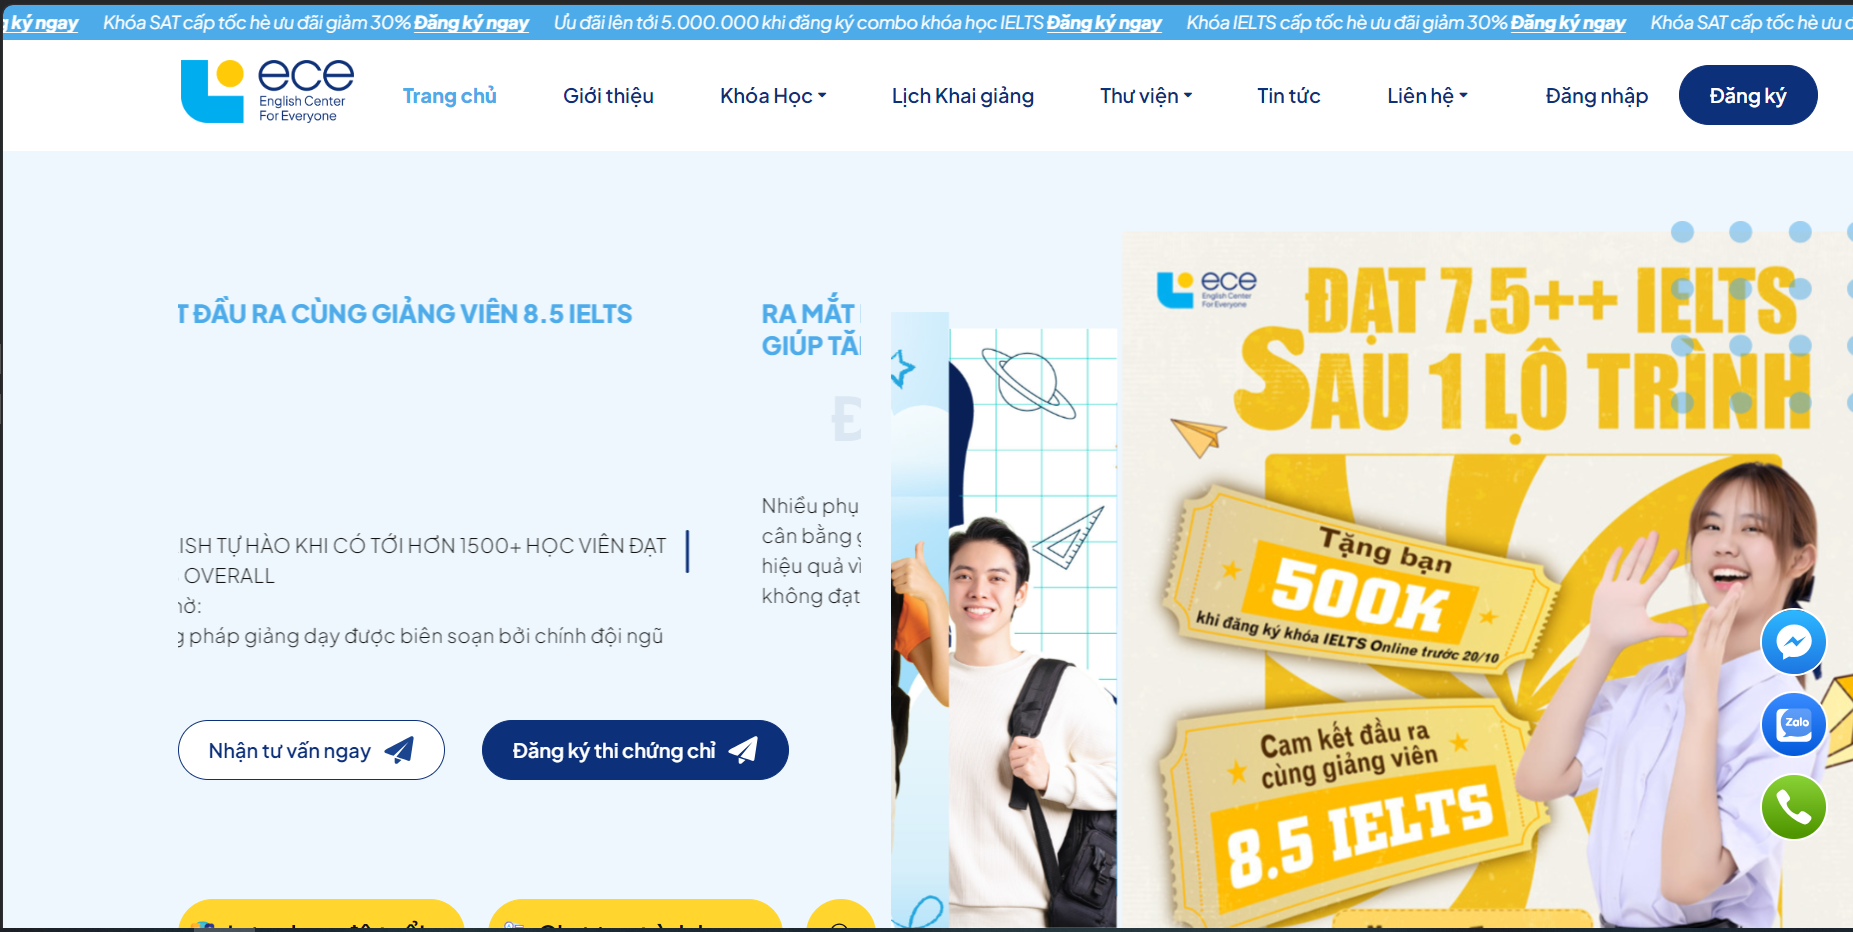 ký ngay Khóa SAT cấp tốc hè ưu đãi giảm 30% Đăng ký ngay Ưu đãi lên tới 5.000.000 khi đăng ký combo khóa học IELTS Đăng ký ngay Khóa IELTS cấp tốc hè ưu đãi giảm 30% Đăng ký ngay Khóa SAT cấp tốc hè ưu
ece
English Center
For Everyone
Trang chủ Giới thiệu Khóa Học Lịch Khai giảng Thư viện Tin tức Liên hệ Đăng nhập Đăng ký
T ĐẦU RA CÙNG GIẢNG VIÊN 8.5 IELTS
ISH TỰ HÀO KHI CÓ TỚI HƠN 1500+ HỌC VIÊN ĐẠT
OVERALL
hờ:
g pháp giảng dạy được biên soạn bởi chính đội ngũ
RA MẮT
GIÚP TĂ
Đ
Nhiều phụ
cân bằng g
hiệu quả vì
không đạt
Nhận tư vấn ngay
Đăng ký thi chứng chỉ
ece
English Center
For Everyone
ĐẠT 7.5++ IELTS
SAU 1 LỘ TRÌNH
Tặng bạn
500K
khi đăng ký khóa IELTS Online trước 20/10
Cam kết đầu ra
cùng giảng viên
8.5 IELTS
Zalo